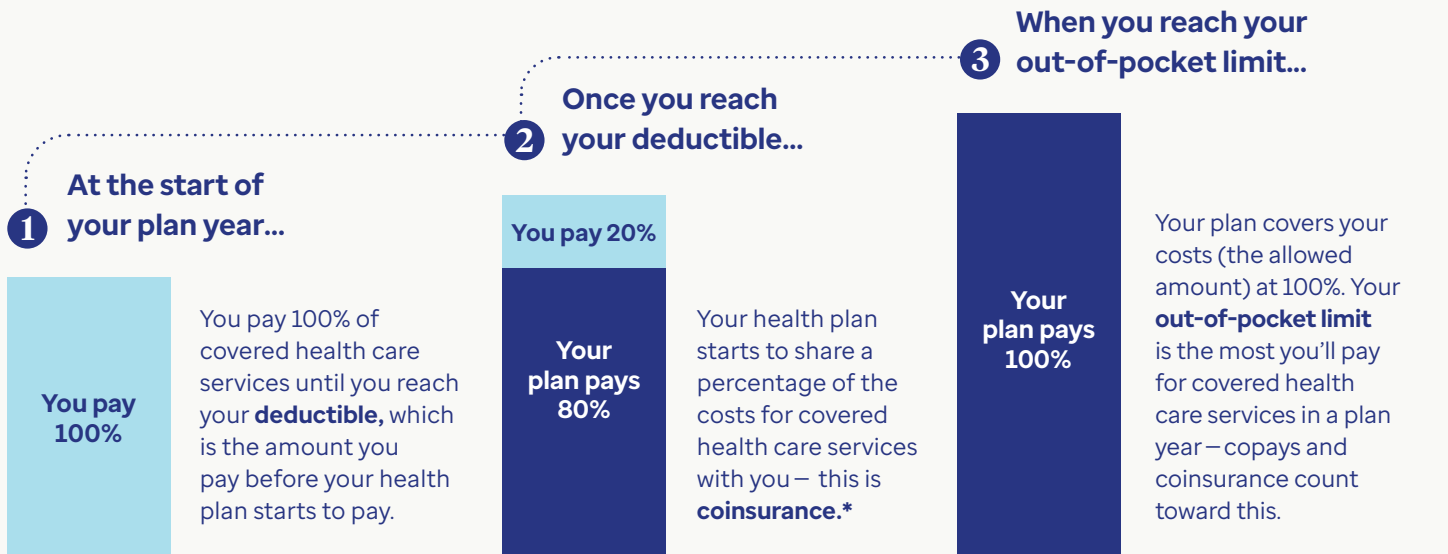 1
At the start of
your plan year...
You pay
100%
You pay 100% of
covered health care
services until you reach
your deductible, which
is the amount you
pay before your health
plan starts to pay.
2
Once you reach
your deductible...
You pay 20%
Your
plan pays
80%
Your health plan
starts to share a
percentage of the
costs for covered
health care services
with you – this is
coinsurance.*
3
When you reach your
out-of-pocket limit...
Your
plan pays
100%
Your plan covers your
costs (the allowed
amount) at 100%. Your
out-of-pocket limit
is the most you’ll pay
for covered health
care services in a plan
year – copays and
coinsurance count
toward this.